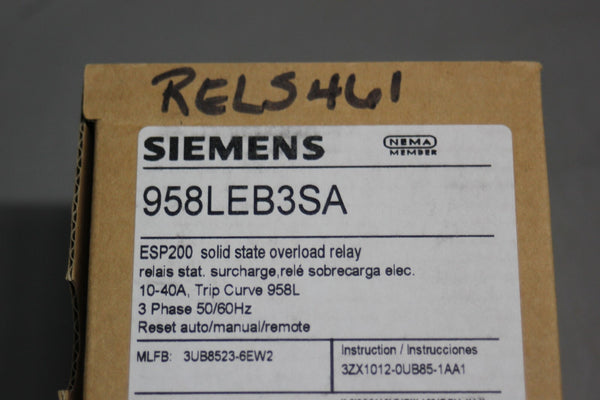 RELS461
SIEMENS
NEMA
MEMBER
958LEB3SA
ESP200 solid state overload relay
relais stat. surcharge,relé sobrecarga elec.
10-40A, Trip Curve 958L
3 Phase 50/60Hz
Reset auto/manual/remote
MLFB: 3UB8523-6EW2
Instruction / Instrucciones
3ZX1012-0UB85-1AA1